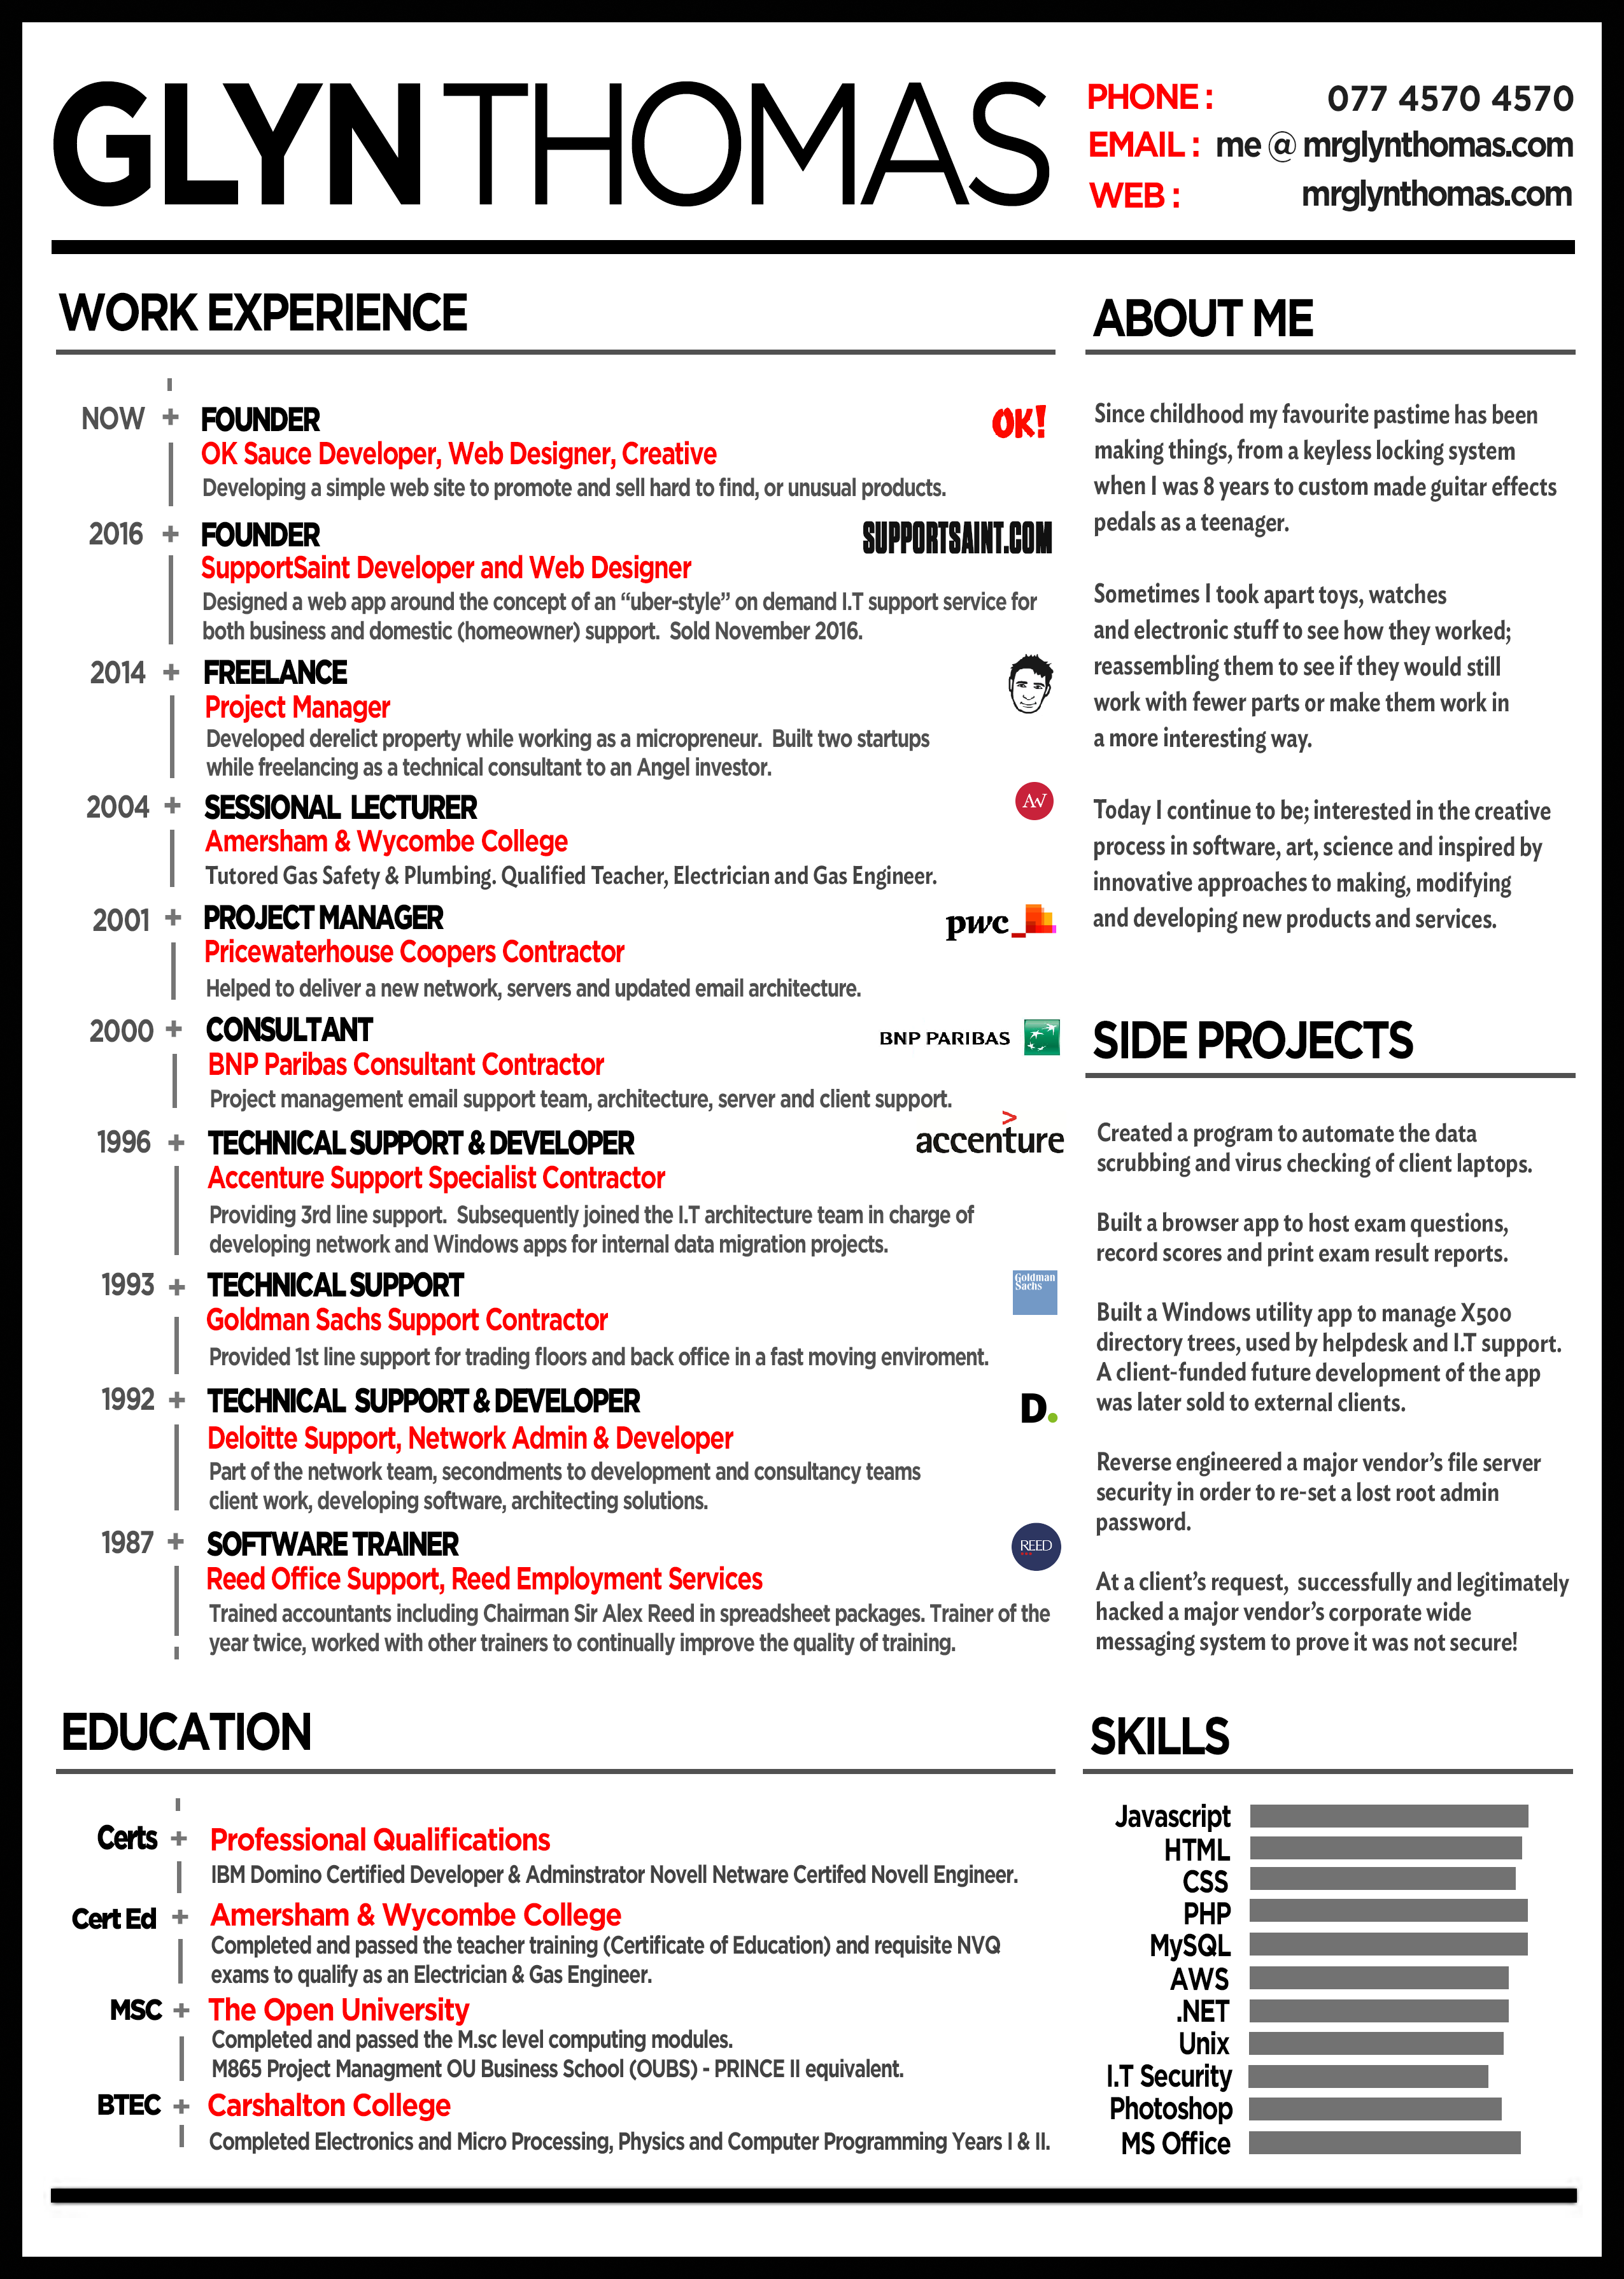 GLYN THOMAS
PHONE : 077 4570 4570
EMAIL : me @ mrglynthomas.com
WEB : mrglynthomas.com
WORK EXPERIENCE
NOW + FOUNDER
OK!
OK Sauce Developer, Web Designer, Creative
Developing a simple web site to promote and sell hard to find, or unusual products.
2016 + FOUNDER
SUPPORTSAINT.COM
SupportSaint Developer and Web Designer
Designed a web app around the concept of an “uber-style” on demand I.T support service for
both business and domestic (homeowner) support. Sold November 2016.
2014 + FREELANCE
Project Manager
Developed derelict property while working as a micropreneur. Built two startups
while freelancing as a technical consultant to an Angel investor.
2004 + SESSIONAL LECTURER
AW
Amersham & Wycombe College
Tutored Gas Safety & Plumbing. Qualified Teacher, Electrician and Gas Engineer.
2001 + PROJECT MANAGER
pwc
Pricewaterhouse Coopers Contractor
Helped to deliver a new network, servers and updated email architecture.
2000 + CONSULTANT
BNP PARIBAS
BNP Paribas Consultant Contractor
Project management email support team, architecture, server and client support.
1996 + TECHNICAL SUPPORT & DEVELOPER
>
accenture
Accenture Support Specialist Contractor
Providing 3rd line support. Subsequently joined the I.T architecture team in charge of
developing network and Windows apps for internal data migration projects.
1993 + TECHNICAL SUPPORT
Goldman
Sachs
Goldman Sachs Support Contractor
Provided 1st line support for trading floors and back office in a fast moving enviroment.
1992 + TECHNICAL SUPPORT & DEVELOPER
D.
Deloitte Support, Network Admin & Developer
Part of the network team, secondments to development and consultancy teams
client work, developing software, architecting solutions.
1987 + SOFTWARE TRAINER
REED
Reed Office Support, Reed Employment Services
Trained accountants including Chairman Sir Alex Reed in spreadsheet packages. Trainer of the
year twice, worked with other trainers to continually improve the quality of training.
ABOUT ME
Since childhood my favourite pastime has been
making things, from a keyless locking system
when I was 8 years to custom made guitar effects
pedals as a teenager.
Sometimes I took apart toys, watches
and electronic stuff to see how they worked;
reassembling them to see if they would still
work with fewer parts or make them work in
a more interesting way.
Today I continue to be; interested in the creative
process in software, art, science and inspired by
innovative approaches to making, modifying
and developing new products and services.
SIDE PROJECTS
Created a program to automate the data
scrubbing and virus checking of client laptops.
Built a browser app to host exam questions,
record scores and print exam result reports.
Built a Windows utility app to manage X500
directory trees, used by helpdesk and I.T support.
A client-funded future development of the app
was later sold to external clients.
Reverse engineered a major vendor’s file server
security in order to re-set a lost root admin
password.
At a client’s request, successfully and legitimately
hacked a major vendor’s corporate wide
messaging system to prove it was not secure!
EDUCATION
Certs + Professional Qualifications
IBM Domino Certified Developer & Adminstrator Novell Netware Certifed Novell Engineer.
Cert Ed + Amersham & Wycombe College
Completed and passed the teacher training (Certificate of Education) and requisite NVQ
exams to qualify as an Electrician & Gas Engineer.
MSC + The Open University
Completed and passed the M.sc level computing modules.
M865 Project Managment OU Business School (OUBS) - PRINCE II equivalent.
BTEC + Carshalton College
Completed Electronics and Micro Processing, Physics and Computer Programming Years I & II.
SKILLS
Javascript
HTML
CSS
PHP
MySQL
AWS
.NET
Unix
I.T Security
Photoshop
MS Office